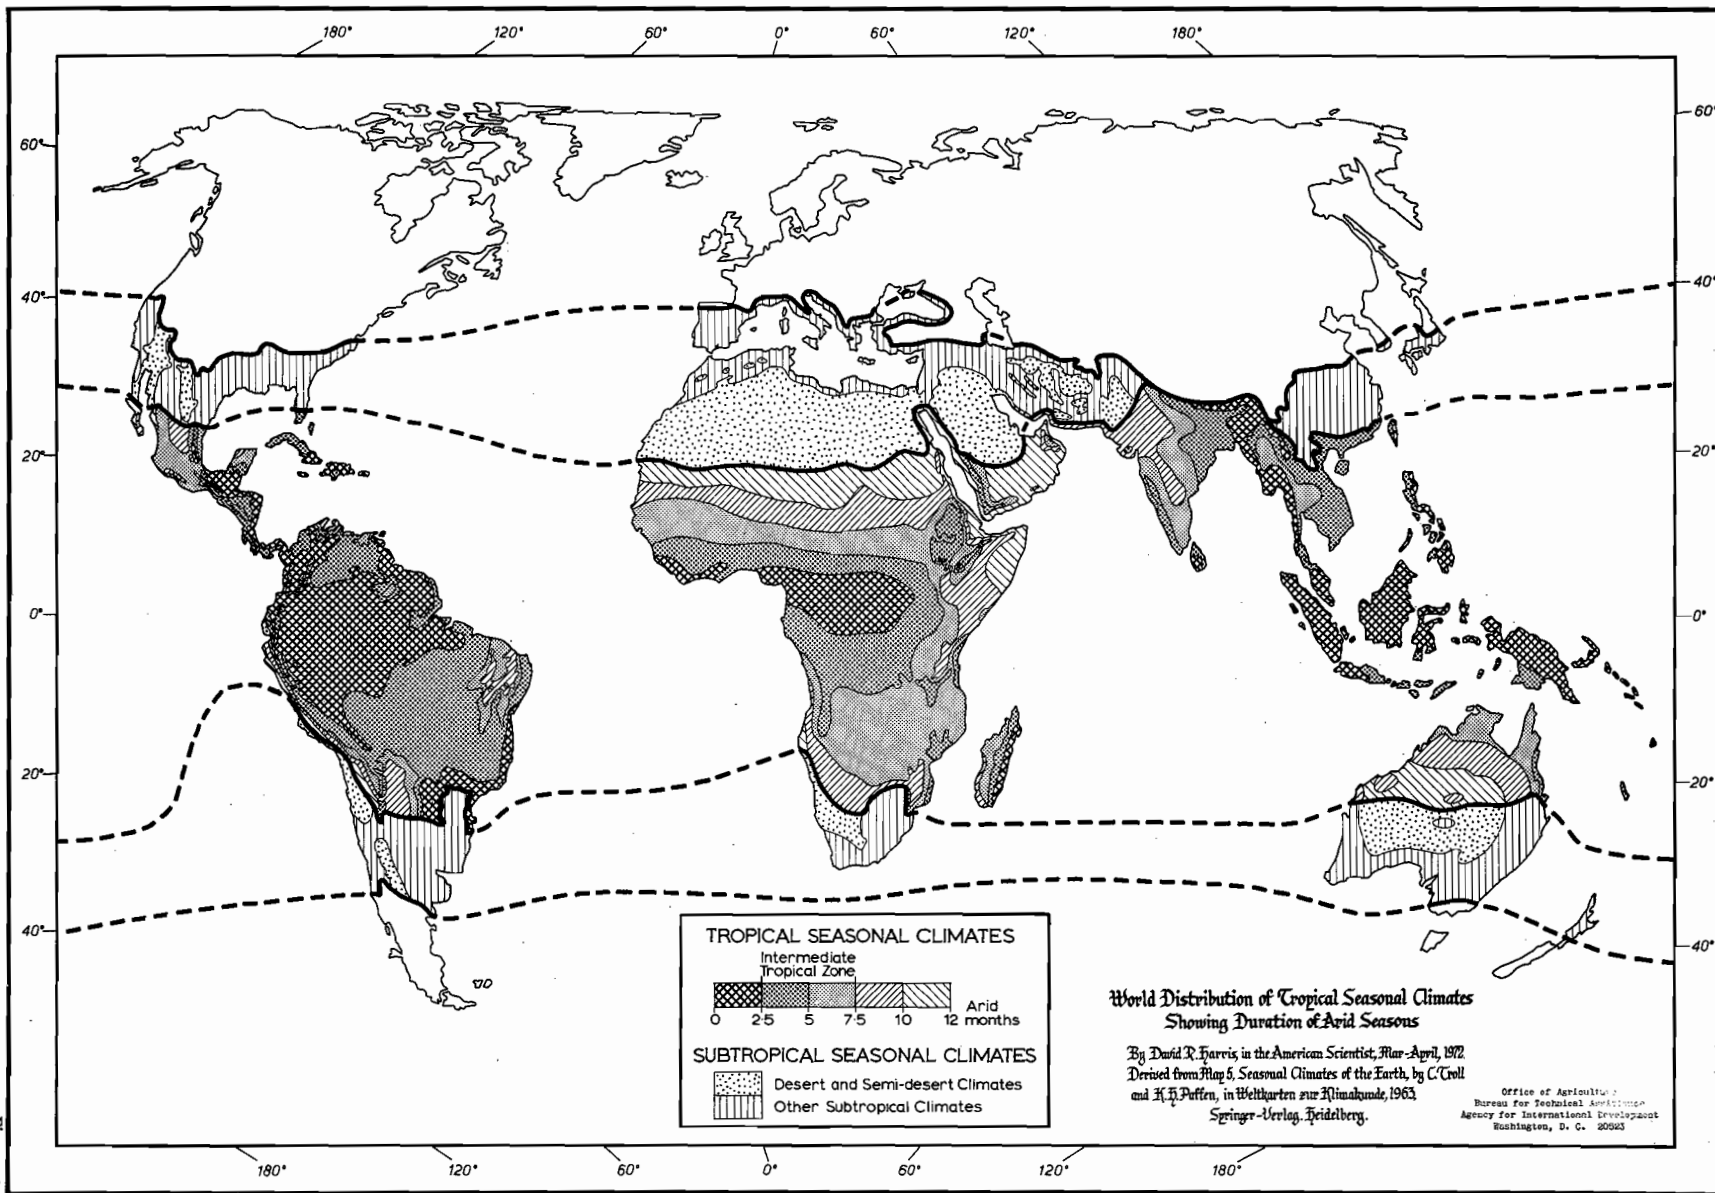 180° 120° 60° 0° 60° 120° 180°
60° 60°
40° 40°
20° 20°
0° 0°
20° 20°
40° 40°
TROPICAL SEASONAL CLIMATES
Intermediate
Tropical Zone
Arid
0 2·5 5 7·5 10 12 months
SUBTROPICAL SEASONAL CLIMATES
Desert and Semi-desert Climates
Other Subtropical Climates
World Distribution of Tropical Seasonal Climates
Showing Duration of Arid Seasons
By David R. Harris, in the American Scientist, Mar-April, 1972.
Derived from Map 5, Seasonal Climates of the Earth, by C. Troll
and K. H. Paffen, in Weltkarten zur Klimakunde, 1963,
Springer-Verlag, Heidelberg.
Office of
Bureau for Technical
Agency for International Development
Washington, D. C. 20523
180° 120° 60° 0° 60° 120° 180°